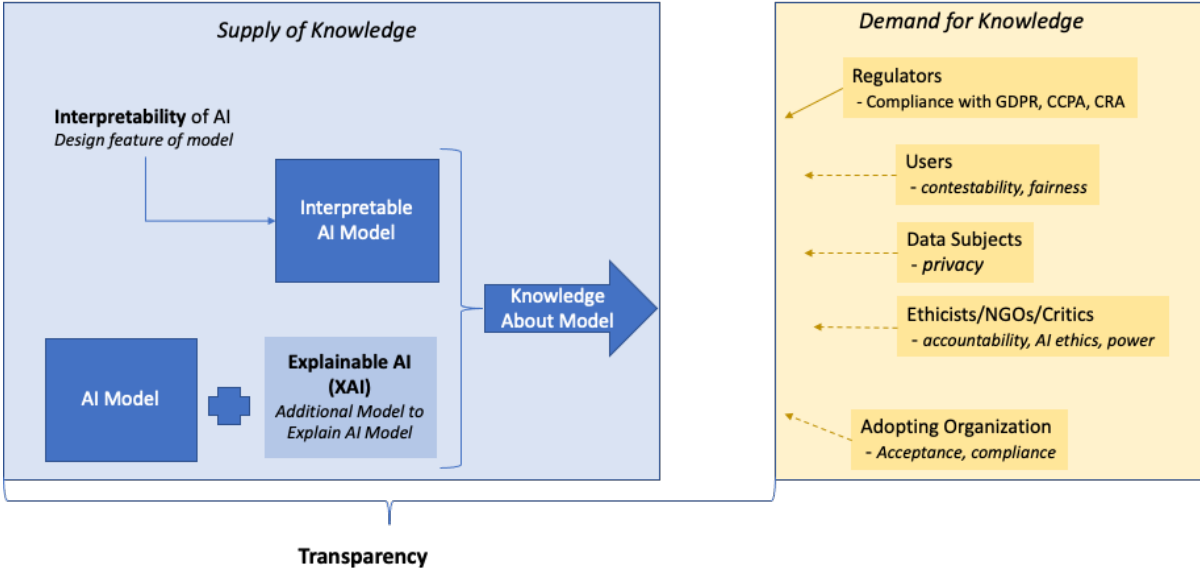 Supply of Knowledge
Interpretability of AI
Design feature of model
Interpretable
AI Model
Knowledge
About Model
AI Model
Explainable AI
(XAI)
Additional Model to
Explain AI Model
Transparency
Demand for Knowledge
Regulators
- Compliance with GDPR, CCPA, CRA
Users
- contestability, fairness
Data Subjects
- privacy
Ethicists/NGOs/Critics
- accountability, AI ethics, power
Adopting Organization
- Acceptance, compliance